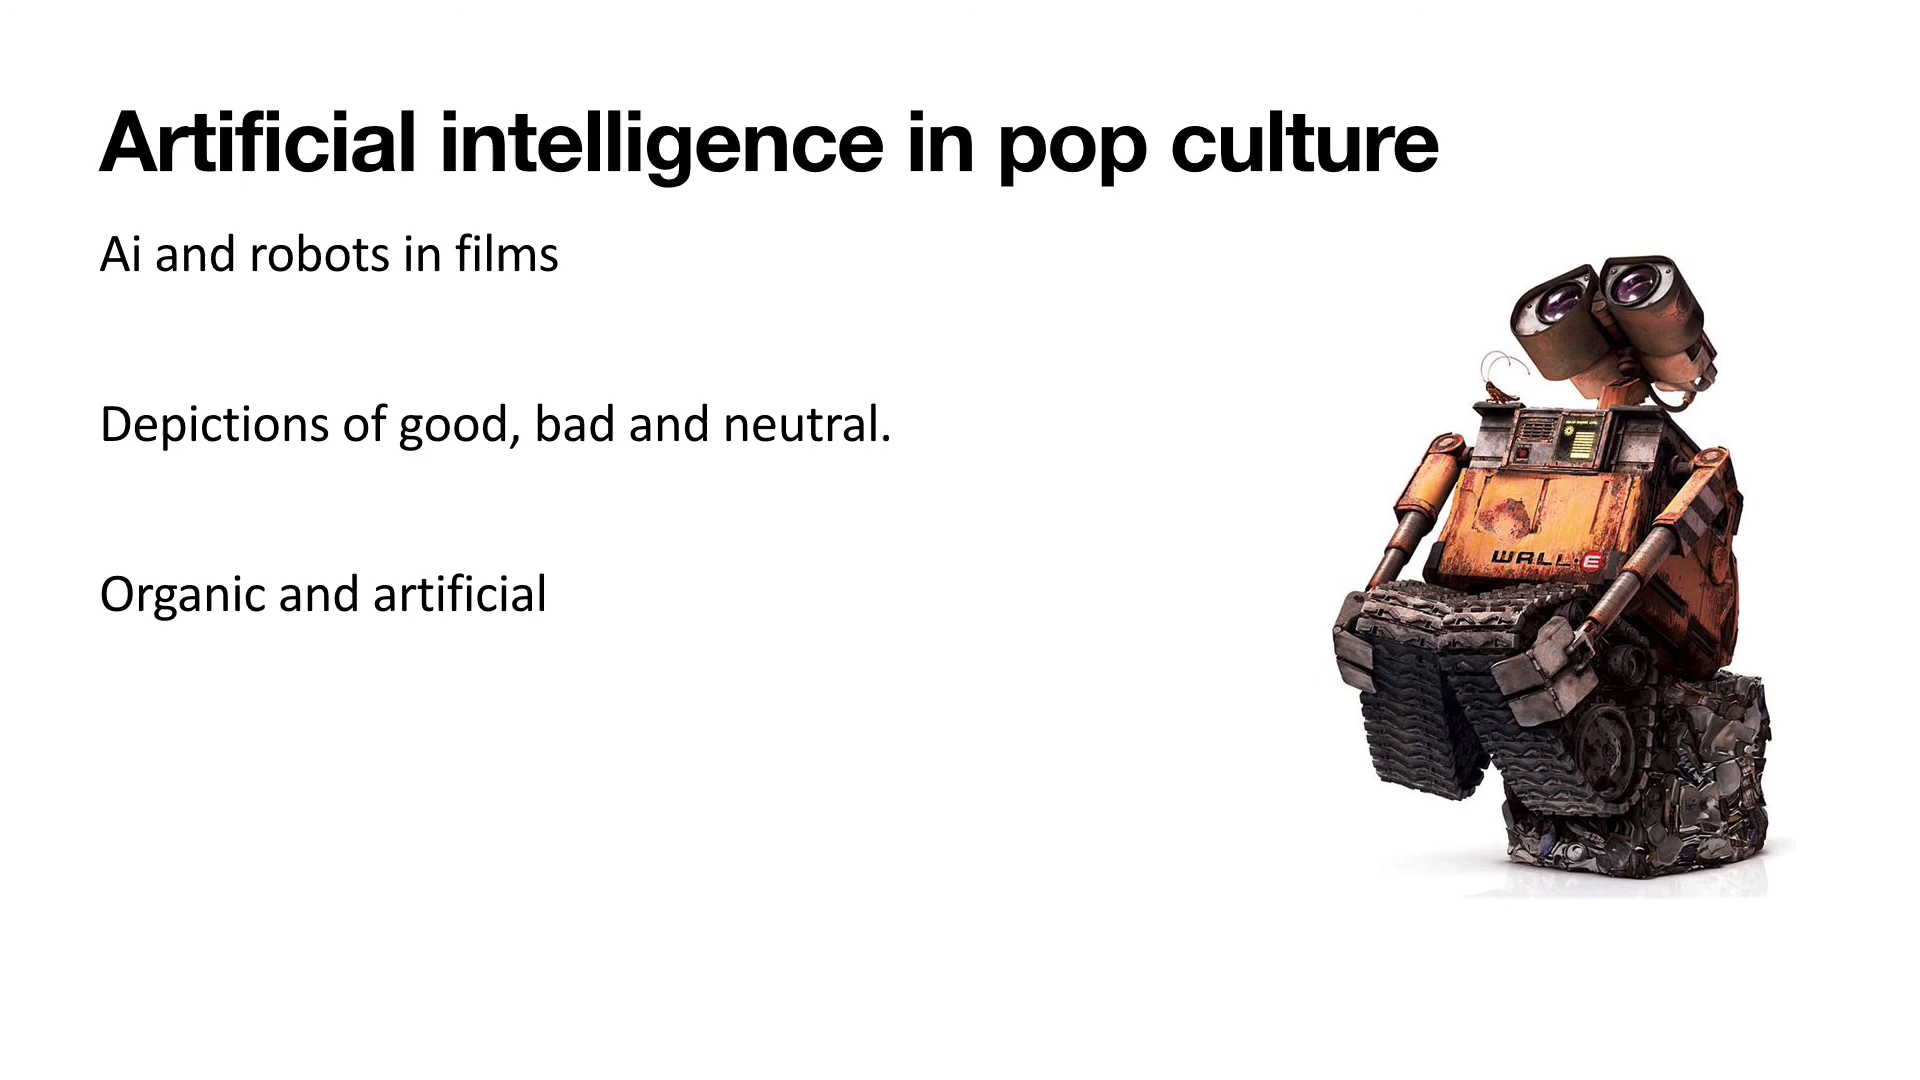 Artificial intelligence in pop culture
Ai and robots in films
Depictions of good, bad and neutral.
Organic and artificial
WALL·E